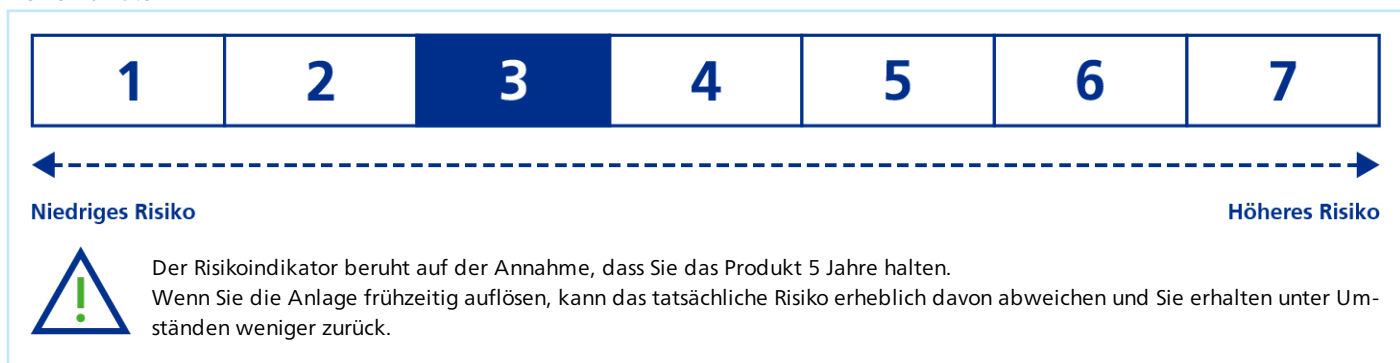 1 2 3 4 5 6 7
Niedriges Risiko Höheres Risiko
Der Risikoindikator beruht auf der Annahme, dass Sie das Produkt 5 Jahre halten.
Wenn Sie die Anlage frühzeitig auflösen, kann das tatsächliche Risiko erheblich davon abweichen und Sie erhalten unter Um-
ständen weniger zurück.